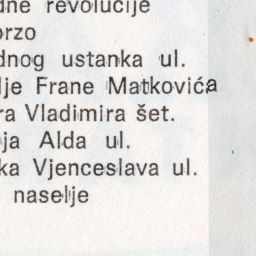 dne revolucije
orzo
dnog ustanka ul.
lje Frane Matkovića
ra Vladimira šet.
ja Alda ul.
ka Vjenceslava ul.
naselje